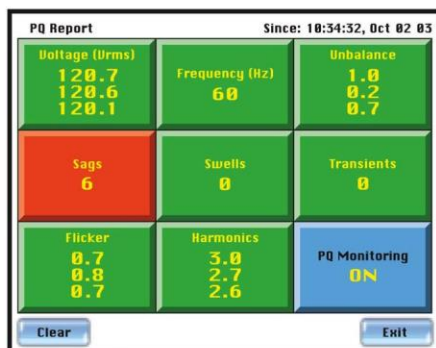 PQ Report Since: 10:34:32, Oct 02 03
Voltage (Vrms)
120.7
120.6
120.1
Frequency (Hz)
60
Unbalance
1.0
0.2
0.7
Sags
6
Swells
0
Transients
0
Flicker
0.7
0.8
0.7
Harmonics
3.0
2.7
2.6
PQ Monitoring
ON
Clear Exit